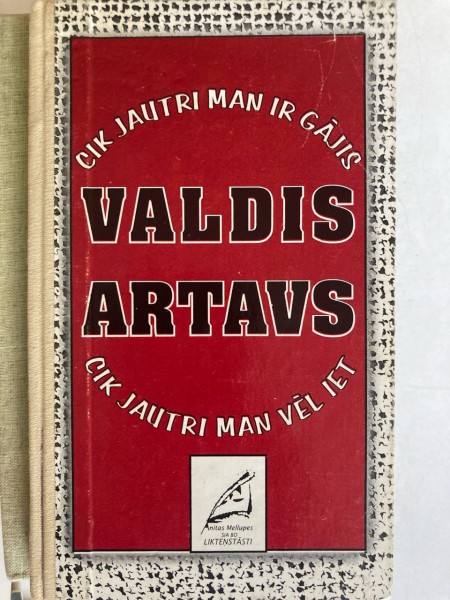 CIK JAUTRI MAN IR GĀJIS
VALDIS
ARTAVS
CIK JAUTRI MAN VĒL IET
Anitas Mellupes
SIA BO
LIKTENSTĀSTI